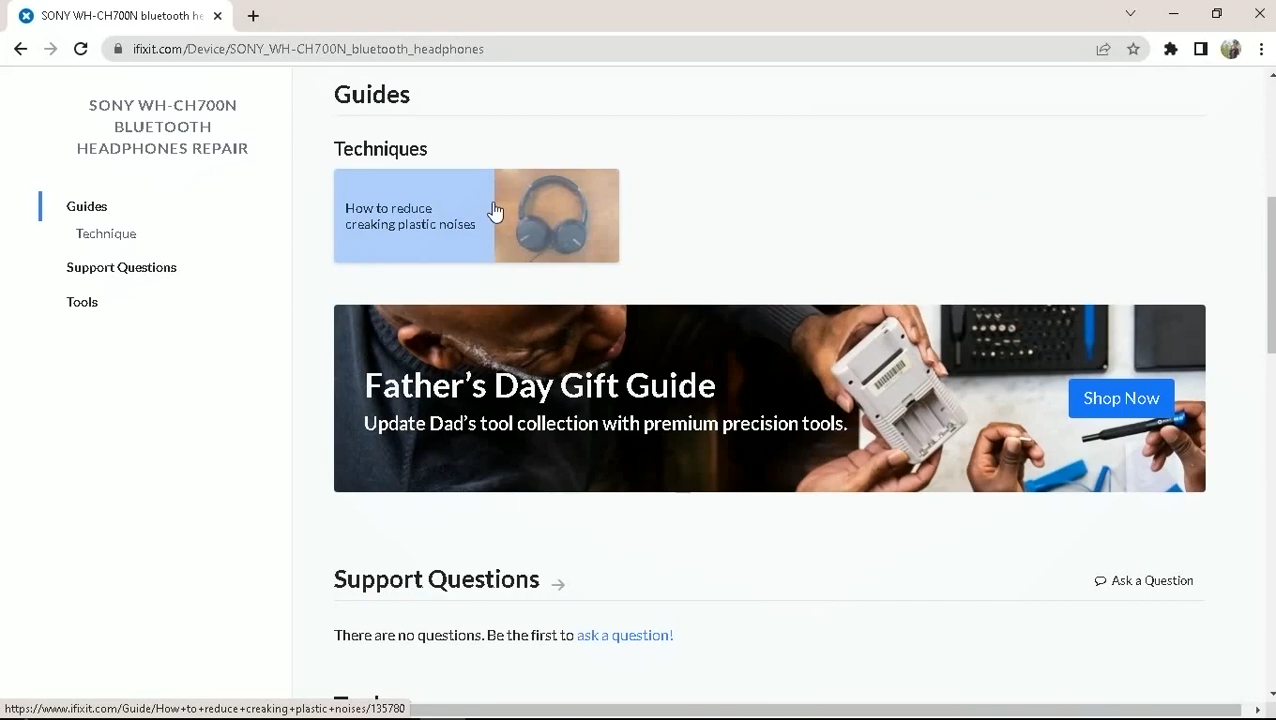 SONY WH-CH700N bluetooth he
ifixit.com/Device/SONY_WH-CH700N_bluetooth_headphones
SONY WH-CH700N
BLUETOOTH
HEADPHONES REPAIR
Guides
Technique
Support Questions
Tools
Guides
Techniques
How to reduce
creaking plastic noises
Father's Day Gift Guide
Update Dad's tool collection with premium precision tools.
Shop Now
Support Questions
Ask a Question
There are no questions. Be the first to ask a question!
https://www.ifixit.com/Guide/How+to+reduce+creaking+plastic+noises/135780